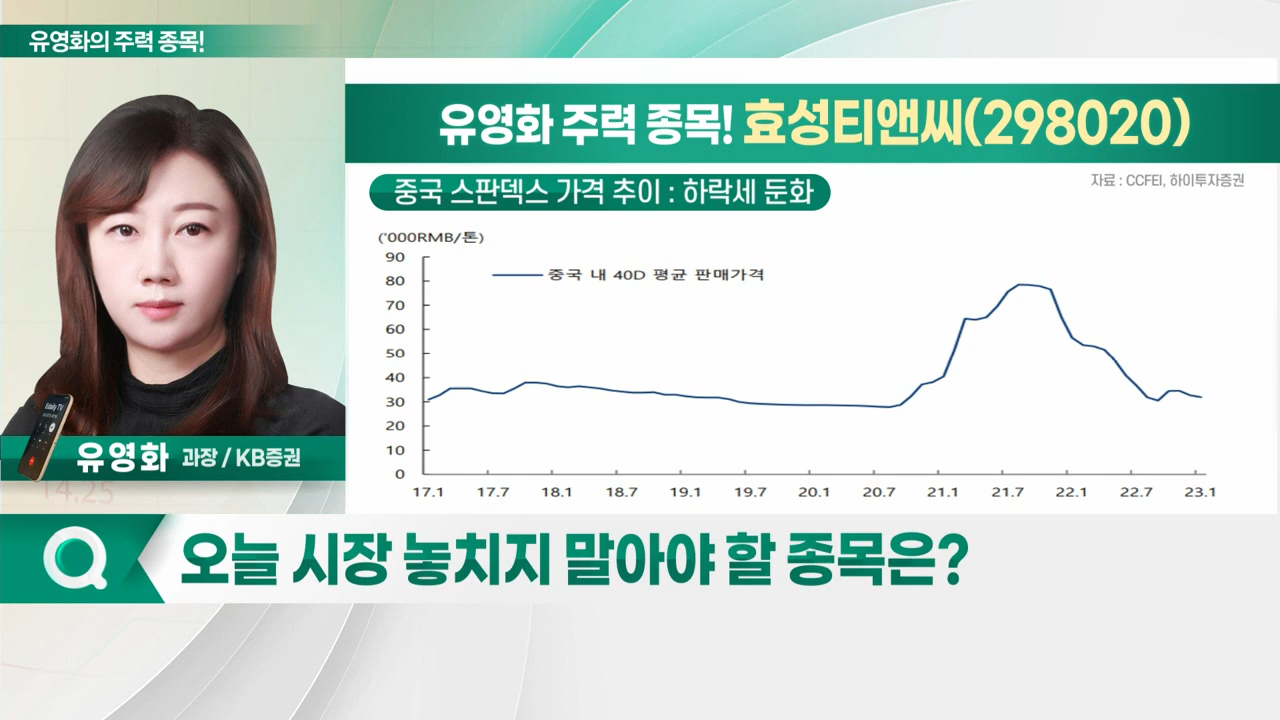 유영화의 주력 종목!
유영화 주력 종목! 효성티앤씨(298020)
중국 스판덱스 가격 추이 : 하락세 둔화
자료 : CCFEI, 하이투자증권
('000RMB/톤)
중국 내 40D 평균 판매가격
90
80
70
60
50
40
30
20
10
0
17.1 17.7 18.1 18.7 19.1 19.7 20.1 20.7 21.1 21.7 22.1 22.7 23.1
Edaily TV
유영화 과장 / KB증권
14.25
오늘 시장 놓치지 말아야 할 종목은?